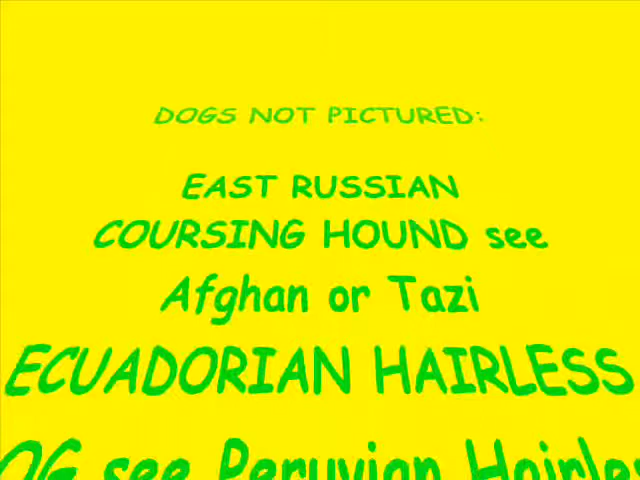 DOGS NOT PICTURED:
EAST RUSSIAN
COURSING HOUND see
Afghan or Tazi
ECUADORIAN HAIRLESS
see Peruvian